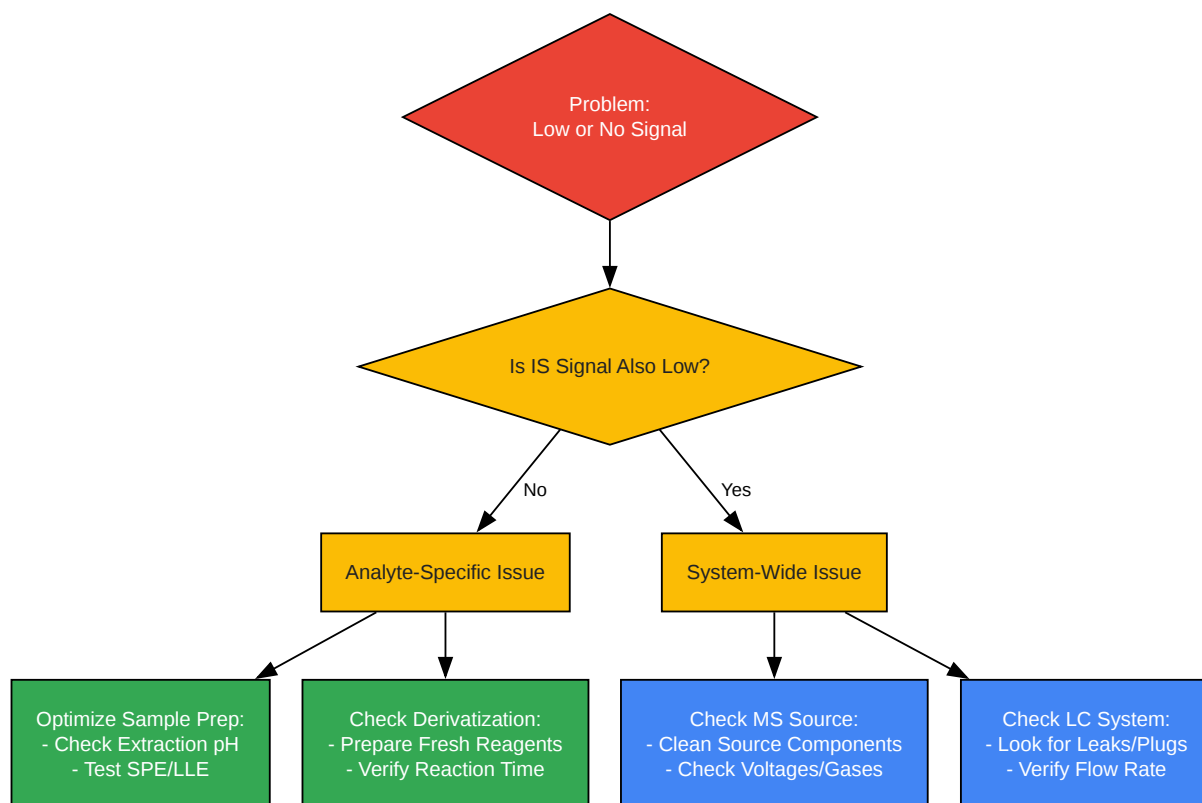 Problem:
Low or No Signal
Is IS Signal Also Low?
No
Yes
Analyte-Specific Issue
System-Wide Issue
Optimize Sample Prep:
- Check Extraction pH
- Test SPE/LLE
Check Derivatization:
- Prepare Fresh Reagents
- Verify Reaction Time
Check MS Source:
- Clean Source Components
- Check Voltages/Gases
Check LC System:
- Look for Leaks/Plugs
- Verify Flow Rate